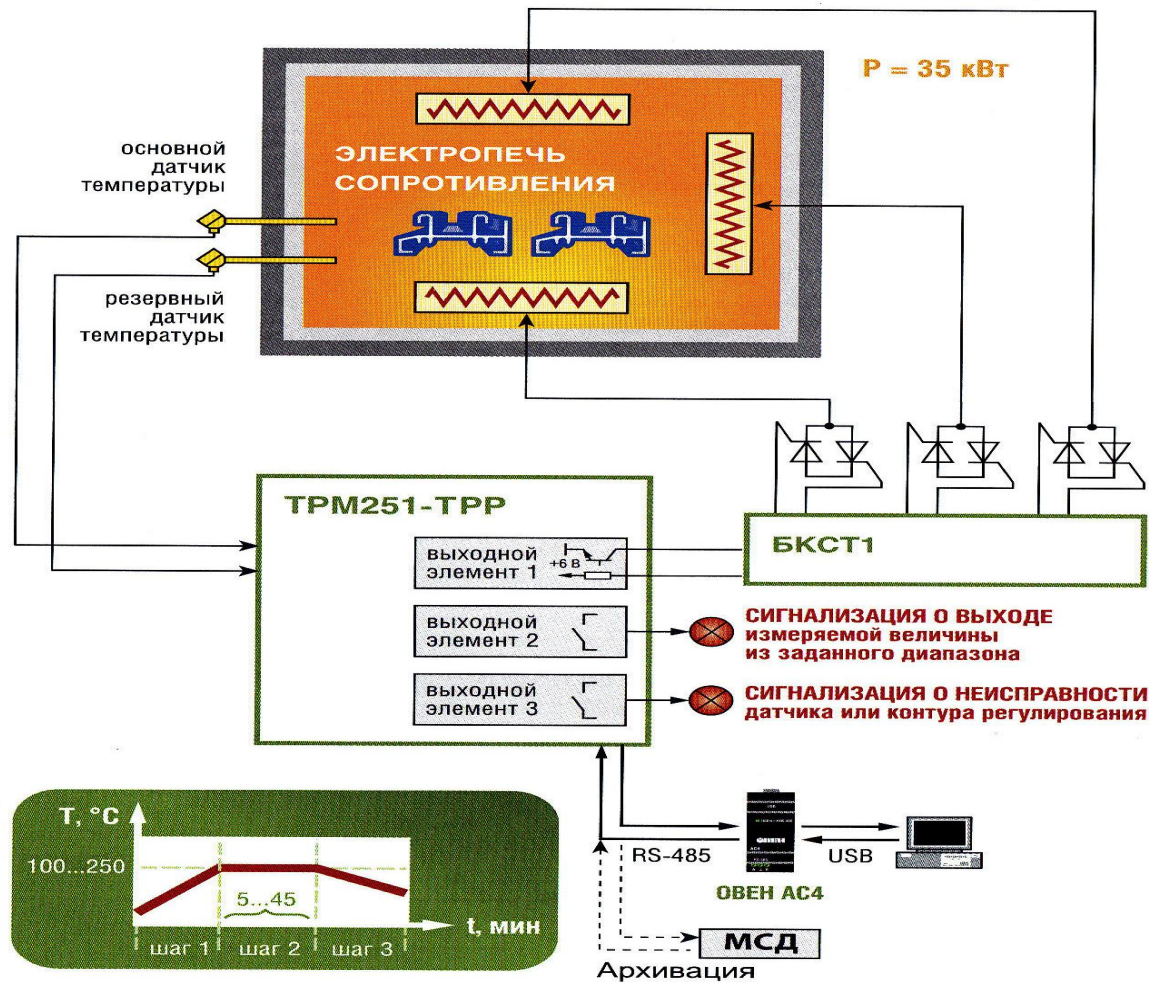 P = 35 кВт
основной
датчик
температуры
ЭЛЕКТРОПЕЧЬ
СОПРОТИВЛЕНИЯ
резервный
датчик
температуры
ТРМ251-ТРР
выходной
элемент 1
+6 В
БКСТ1
выходной
элемент 2
СИГНАЛИЗАЦИЯ О ВЫХОДЕ
измеряемой величины
из заданного диапазона
выходной
элемент 3
СИГНАЛИЗАЦИЯ О НЕИСПРАВНОСТИ
датчика или контура регулирования
T, °C
100...250
5...45
t, мин
шаг 1
шаг 2
шаг 3
RS-485
USB
ОВЕН АС4
МСД
Архивация